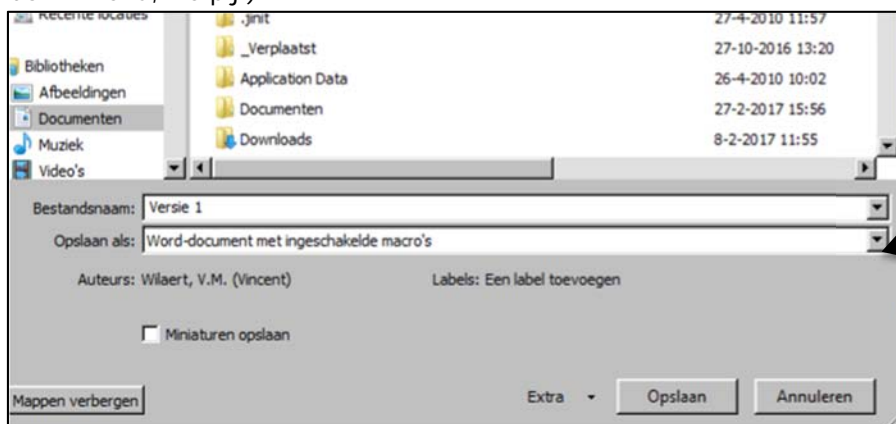 Recente locaties
.jinit 27-4-2010 11:57
_Verplaatst 27-10-2016 13:20
Bibliotheken
Application Data 26-4-2010 10:02
Afbeeldingen
Documenten 27-2-2017 15:56
Documenten
Downloads 8-2-2017 11:55
Muziek
Video's
Bestandsnaam: Versie 1
Opslaan als: Word-document met ingeschakelde macro's
Auteurs: Wilaert, V.M. (Vincent) Labels: Een label toevoegen
Miniaturen opslaan
Mappen verbergen Extra Opslaan Annuleren